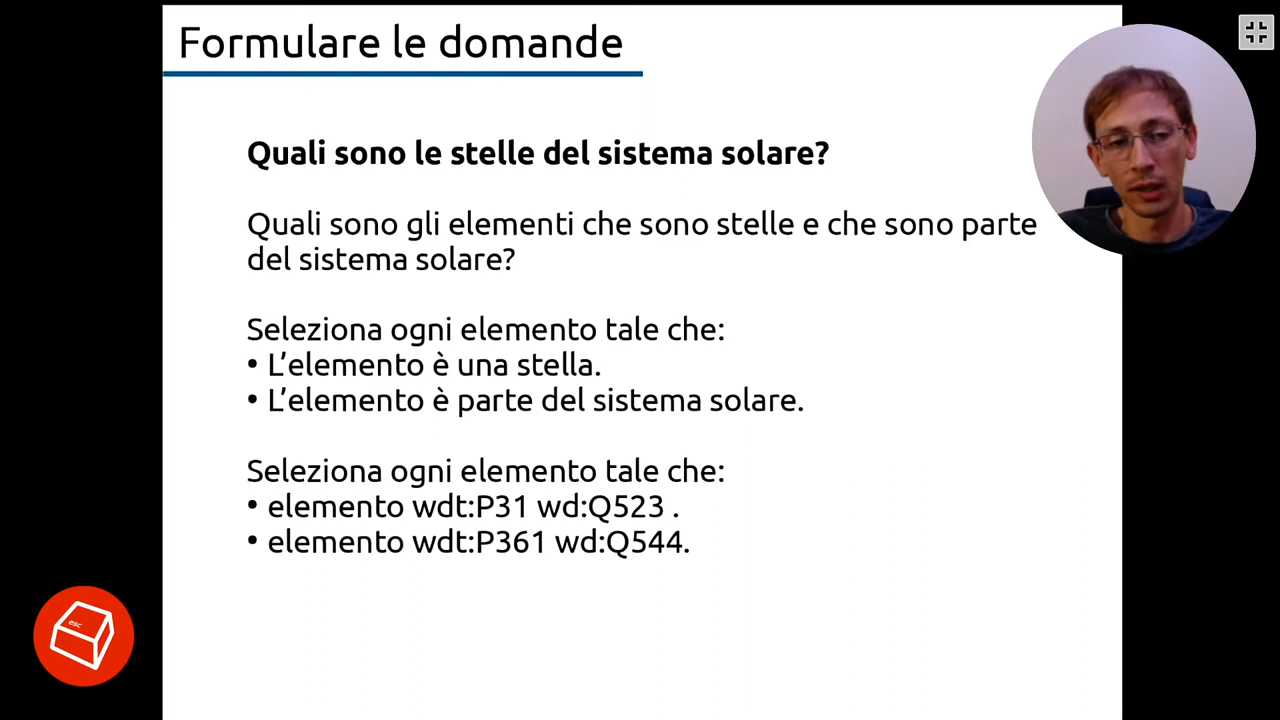 Formulare le domande
Quali sono le stelle del sistema solare?
Quali sono gli elementi che sono stelle e che sono parte
del sistema solare?
Seleziona ogni elemento tale che:
• L’elemento è una stella.
• L’elemento è parte del sistema solare.
Seleziona ogni elemento tale che:
• elemento wdt:P31 wd:Q523 .
• elemento wdt:P361 wd:Q544.
esc